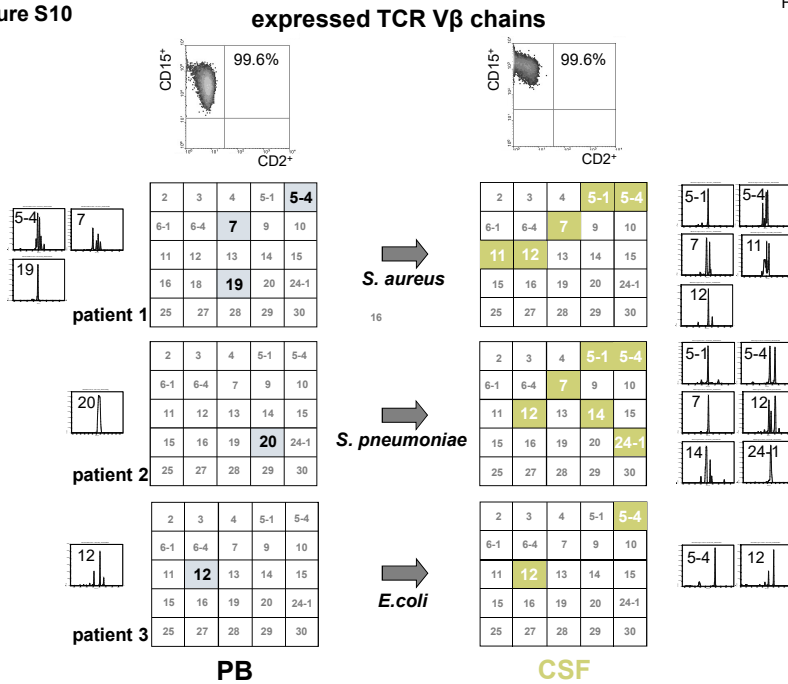 ure S10
expressed TCR Vβ chains
CD15+
99.6%
CD2+
CD15+
99.6%
CD2+
5-4
7
19
2 3 4 5-1 5-4
6-1 6-4 7 9 10
11 12 13 14 15
16 18 19 20 24-1
25 27 28 29 30
patient 1
S. aureus
16
2 3 4 5-1 5-4
6-1 6-4 7 9 10
11 12 13 14 15
15 16 19 20 24-1
25 27 28 29 30
5-1 5-4
7 11
12
20
2 3 4 5-1 5-4
6-1 6-4 7 9 10
11 12 13 14 15
15 16 19 20 24-1
25 27 28 29 30
patient 2
S. pneumoniae
2 3 4 5-1 5-4
6-1 6-4 7 9 10
11 12 13 14 15
15 16 19 20 24-1
25 27 28 29 30
5-1 5-4
7 12
14 24-1
12
2 3 4 5-1 5-4
6-1 6-4 7 9 10
11 12 13 14 15
15 16 19 20 24-1
25 27 28 29 30
patient 3
E.coli
2 3 4 5-1 5-4
6-1 6-4 7 9 10
11 12 13 14 15
15 16 19 20 24-1
25 27 28 29 30
5-4 12
PB
CSF